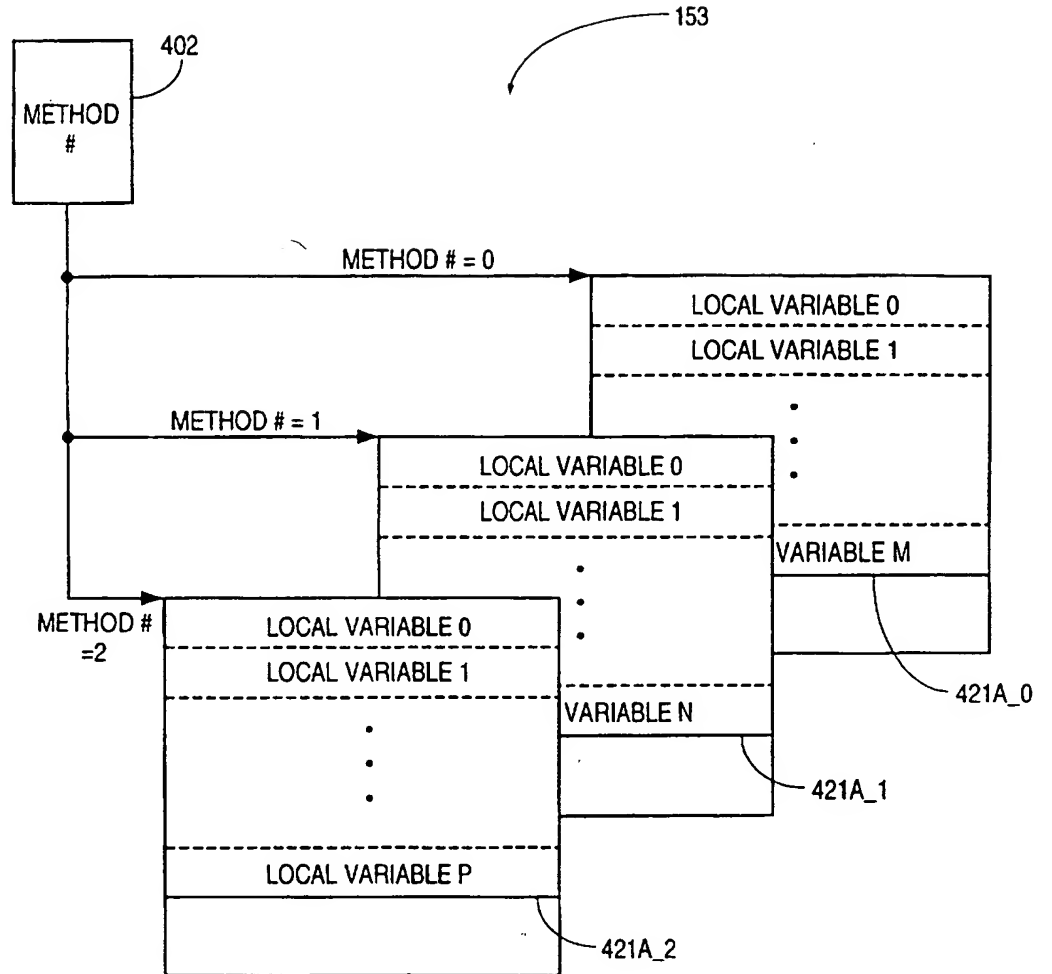 153
402
METHOD
#
METHOD # = 0
LOCAL VARIABLE 0
LOCAL VARIABLE 1
VARIABLE M
421A_0
METHOD # = 1
LOCAL VARIABLE 0
LOCAL VARIABLE 1
VARIABLE N
421A_1
METHOD #
=2
LOCAL VARIABLE 0
LOCAL VARIABLE 1
LOCAL VARIABLE P
421A_2